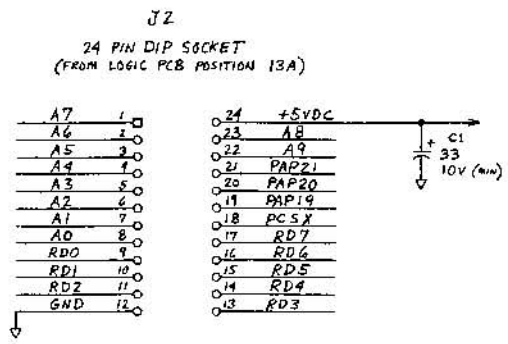 J2
24 PIN DIP SOCKET
(FROM LOGIC PCB POSITION 13A)
A7 1 24 +5VDC
A6 2 23 A8
A5 3 22 A9
A4 4 21 PAP21
A3 5 20 PAP20
A2 6 19 PAP19
A1 7 18 PCSX
A0 8 17 RD7
RD0 9 16 RD6
RD1 10 15 RD5
RD2 11 14 RD4
GND 12 13 RD3
+ C1
33
10V (MIN)